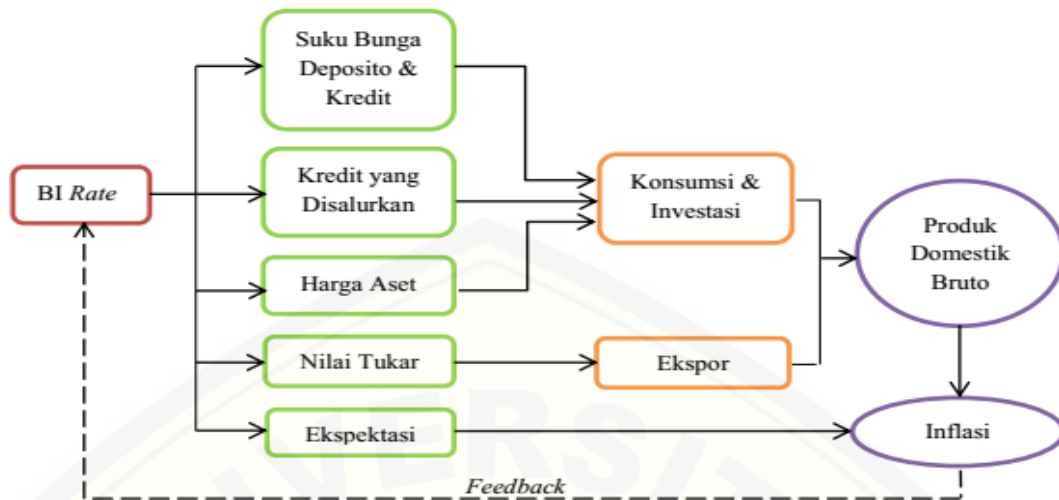 Suku Bunga
Deposito &
Kredit
BI Rate
Kredit yang
Disalurkan
Konsumsi &
Investasi
Produk
Domestik
Bruto
Harga Aset
Nilai Tukar
Ekspor
Ekspektasi
Inflasi
Feedback
UNIVERSIT